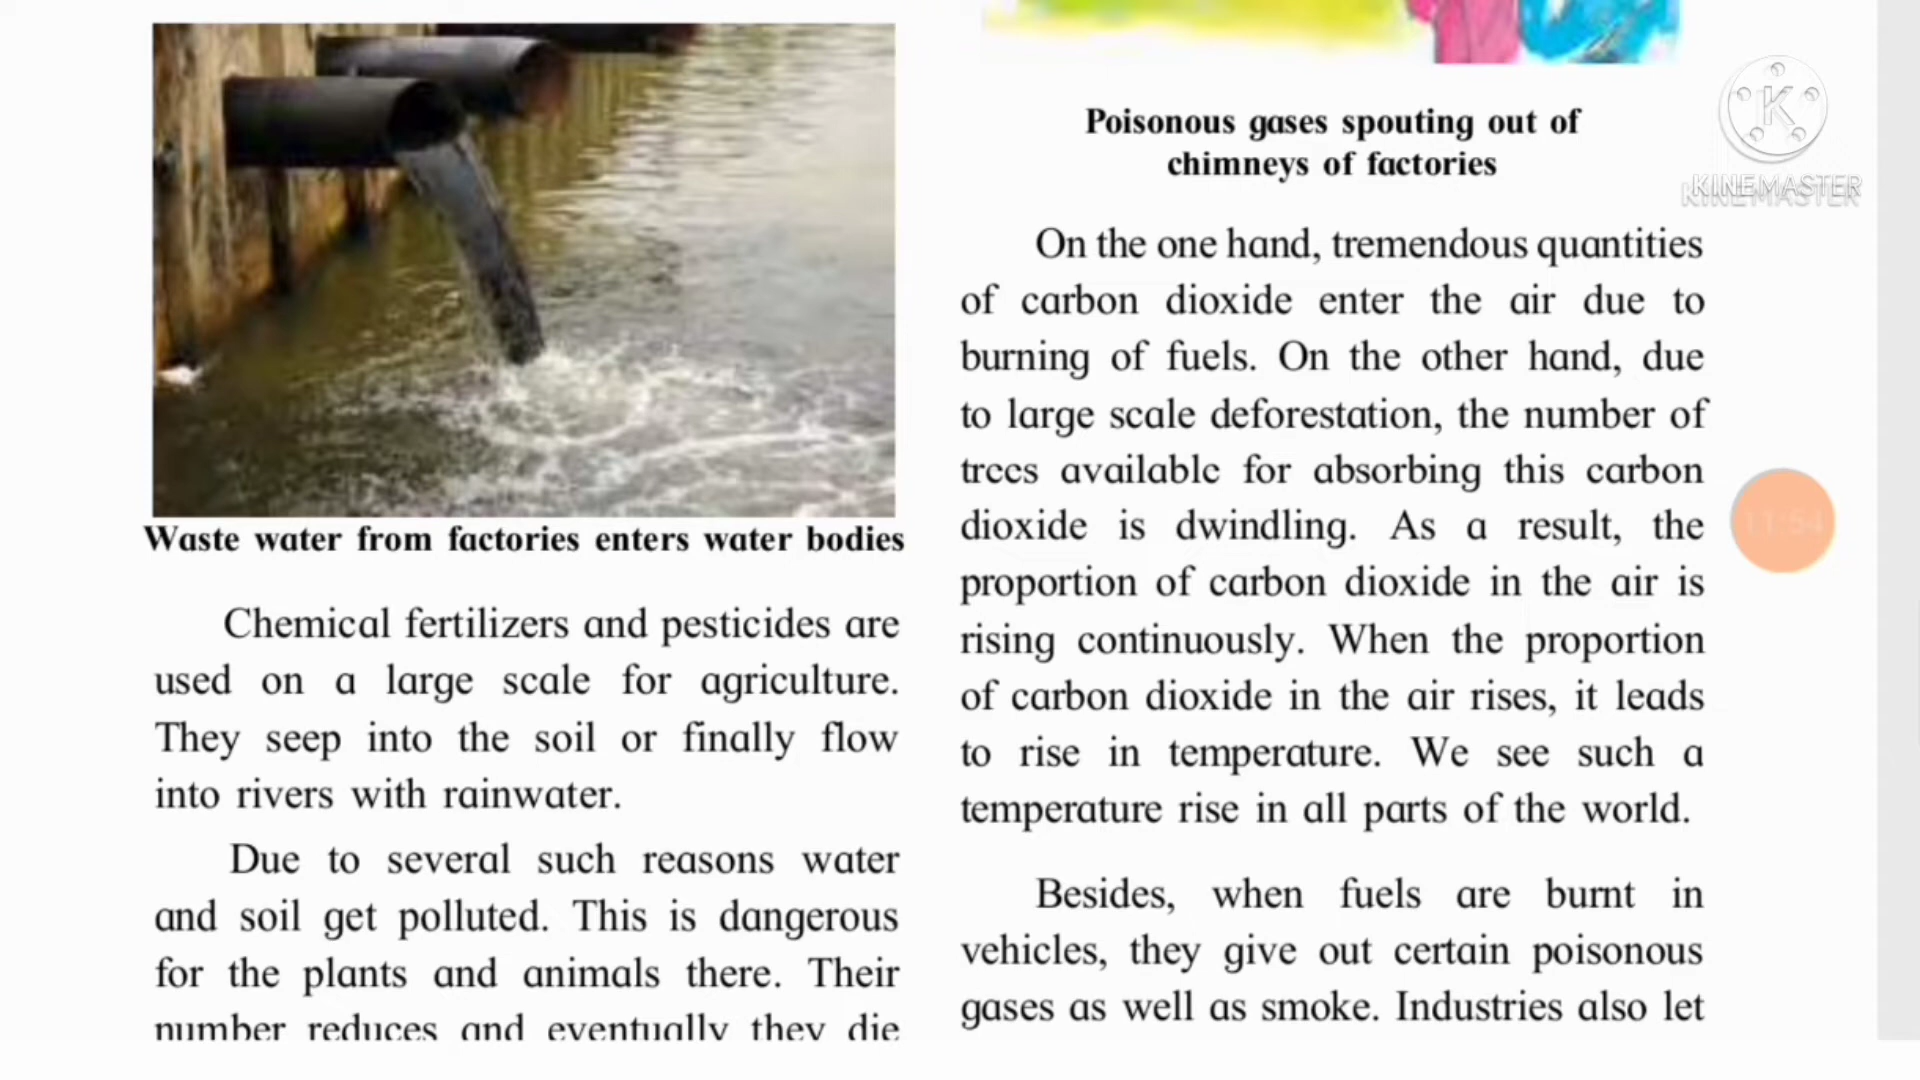 Waste water from factories enters water bodies
Chemical fertilizers and pesticides are
used on a large scale for agriculture.
They seep into the soil or finally flow
into rivers with rainwater.
Due to several such reasons water
and soil get polluted. This is dangerous
for the plants and animals there. Their
number reduces and eventually they die
Poisonous gases spouting out of
chimneys of factories
On the one hand, tremendous quantities
of carbon dioxide enter the air due to
burning of fuels. On the other hand, due
to large scale deforestation, the number of
trees available for absorbing this carbon
dioxide is dwindling. As a result, the
proportion of carbon dioxide in the air is
rising continuously. When the proportion
of carbon dioxide in the air rises, it leads
to rise in temperature. We see such a
temperature rise in all parts of the world.
Besides, when fuels are burnt in
vehicles, they give out certain poisonous
gases as well as smoke. Industries also let
K
KINEMASTER
11:54